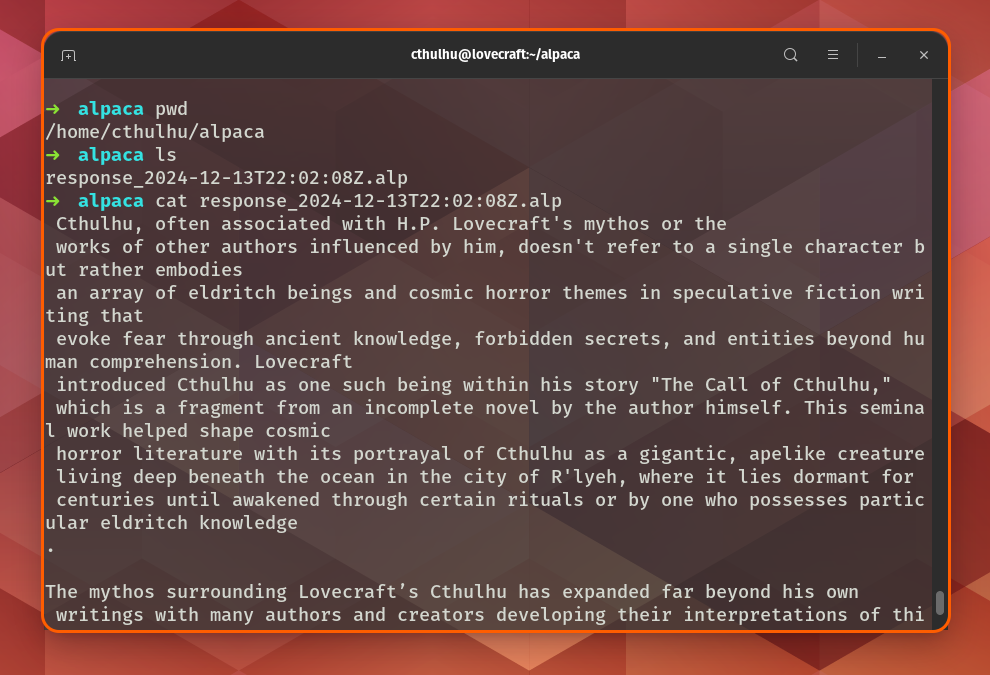 cthulhu@lovecraft:~/alpaca
→ alpaca pwd
/home/cthulhu/alpaca
→ alpaca ls
response_2024-12-13T22:02:08Z.alp
→ alpaca cat response_2024-12-13T22:02:08Z.alp
 Cthulhu, often associated with H.P. Lovecraft's mythos or the
 works of other authors influenced by him, doesn't refer to a single character b
ut rather embodies
 an array of eldritch beings and cosmic horror themes in speculative fiction wri
ting that
 evoke fear through ancient knowledge, forbidden secrets, and entities beyond hu
man comprehension. Lovecraft
 introduced Cthulhu as one such being within his story "The Call of Cthulhu,"
 which is a fragment from an incomplete novel by the author himself. This semina
l work helped shape cosmic
 horror literature with its portrayal of Cthulhu as a gigantic, apelike creature
 living deep beneath the ocean in the city of R'lyeh, where it lies dormant for
 centuries until awakened through certain rituals or by one who possesses partic
ular eldritch knowledge
.
The mythos surrounding Lovecraft’s Cthulhu has expanded far beyond his own
 writings with many authors and creators developing their interpretations of thi